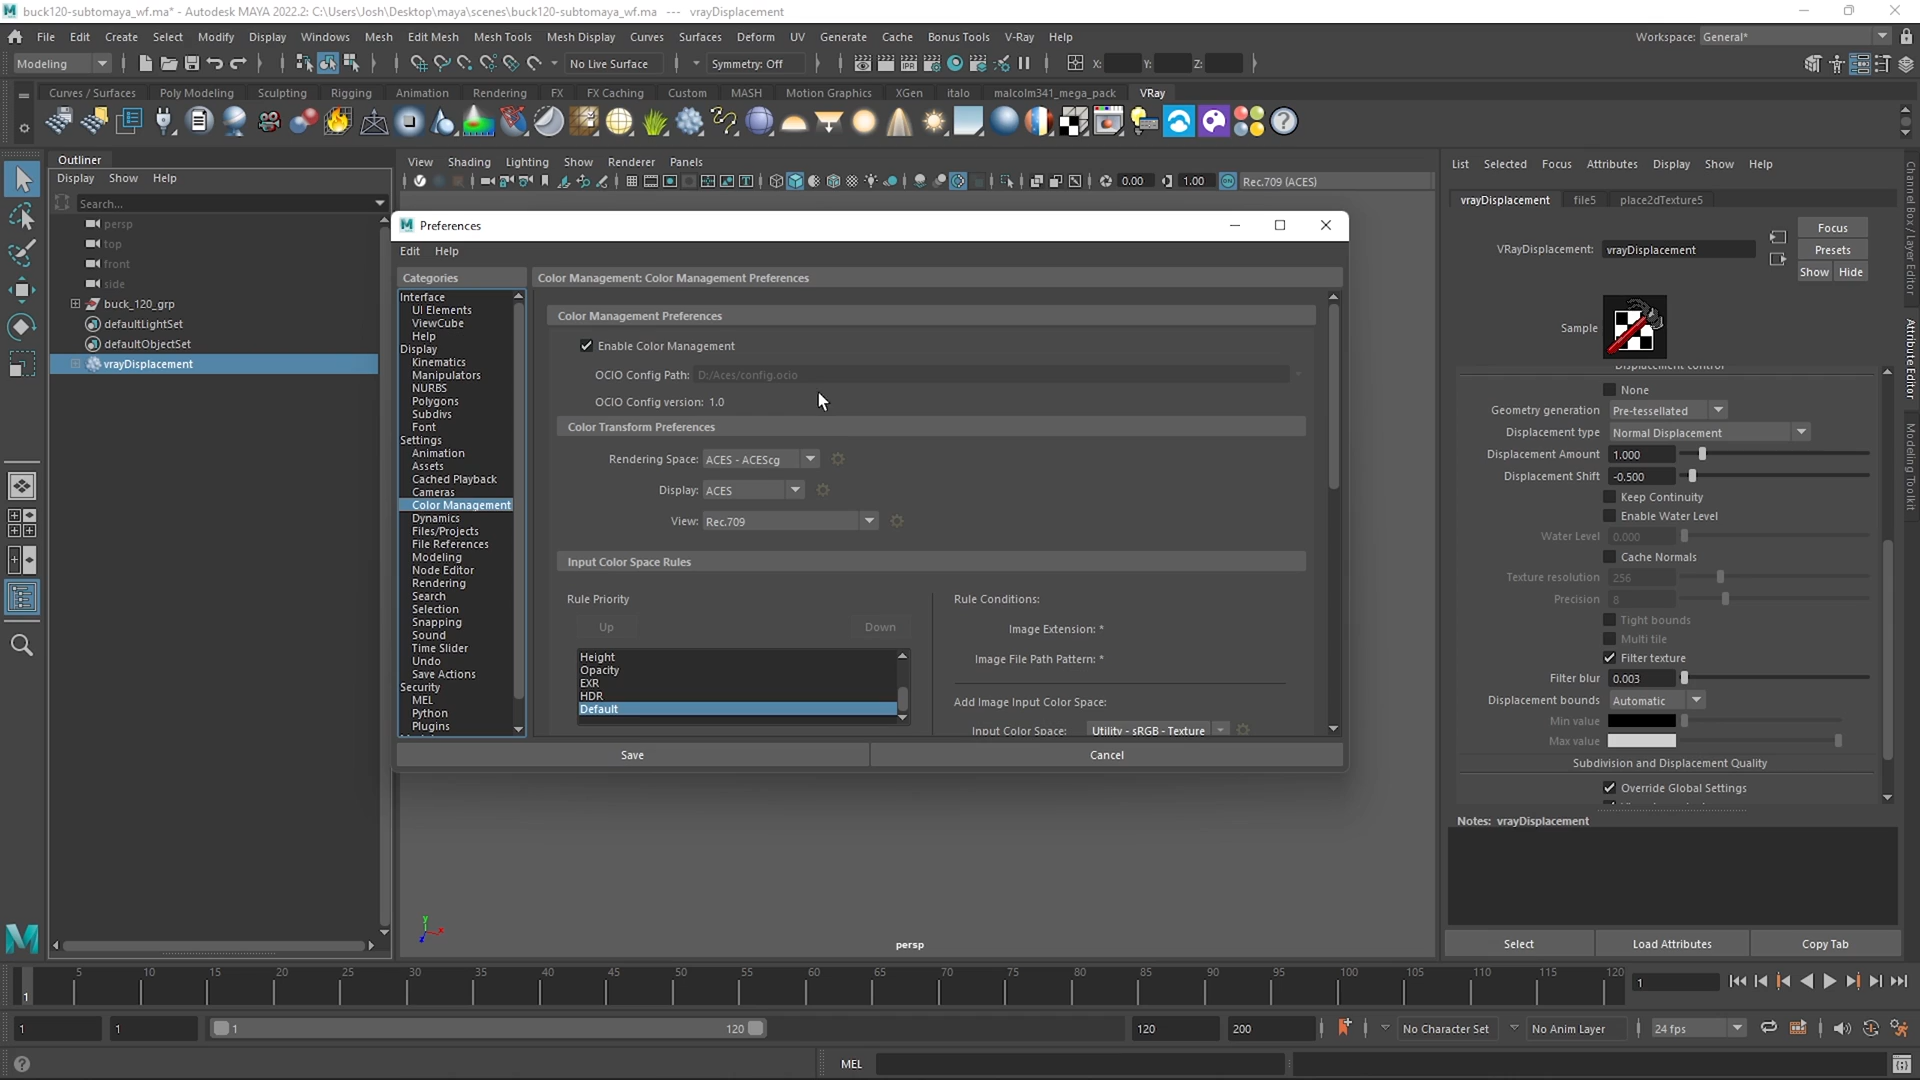 buck120-subtomaya_wf.ma* - Autodesk MAYA 2022.2: C:\Users\Josh\Desktop\maya\scenes\buck120-subtomaya_wf.ma --- vrayDisplacement
File Edit Create Select Modify Display Windows Mesh Edit Mesh Mesh Tools Mesh Display Curves Surfaces Deform UV Generate Cache Bonus Tools V-Ray Help
Workspace: General*
Modeling No Live Surface Symmetry: Off X: Y: Z:
Curves / Surfaces Poly Modeling Sculpting Rigging Animation Rendering FX FX Caching Custom MASH Motion Graphics XGen italo malcolm341_mega_pack VRay
Outliner
Display Show Help
Search...
persp
top
front
side
buck_120_grp
defaultLightSet
defaultObjectSet
vrayDisplacement
View Shading Lighting Show Renderer Panels
0.00 1.00 Rec.709 (ACES)
Preferences
Edit Help
Categories
Interface
UI Elements
ViewCube
Help
Display
Kinematics
Manipulators
NURBS
Polygons
Subdivs
Font
Settings
Animation
Assets
Cached Playback
Cameras
Color Management
Dynamics
Files/Projects
File References
Modeling
Node Editor
Rendering
Search
Selection
Snapping
Sound
Time Slider
Undo
Save Actions
Security
MEL
Python
Plugins
Color Management: Color Management Preferences
Color Management Preferences
Enable Color Management
OCIO Config Path: D:/Aces/config.ocio
OCIO Config version: 1.0
Color Transform Preferences
Rendering Space: ACES - ACEScg
Display: ACES
View: Rec.709
Input Color Space Rules
Rule Priority
Up Down
Height
Opacity
EXR
HDR
Default
Rule Conditions:
Image Extension: *
Image File Path Pattern: *
Add Image Input Color Space:
Input Color Space: Utility - sRGB - Texture
Save Cancel
persp
List Selected Focus Attributes Display Show Help
vrayDisplacement file5 place2dTexture5
VRayDisplacement: vrayDisplacement
Focus
Presets
Show Hide
Sample
Displacement control
None
Geometry generation Pre-tessellated
Displacement type Normal Displacement
Displacement Amount 1.000
Displacement Shift -0.500
Keep Continuity
Enable Water Level
Water Level 0.000
Cache Normals
Texture resolution 256
Precision 8
Tight bounds
Multi tile
Filter texture
Filter blur 0.003
Displacement bounds Automatic
Min value
Max value
Subdivision and Displacement Quality
Override Global Settings
Notes: vrayDisplacement
Select Load Attributes Copy Tab
Channel Box / Layer Editor
Attribute Editor
Modeling Toolkit
5 10 15 20 25 30 35 40 45 50 55 60 65 70 75 80 85 90 95 100 105 110 115 120
1 1
1 1 1 120 120 200 No Character Set No Anim Layer 24 fps
MEL